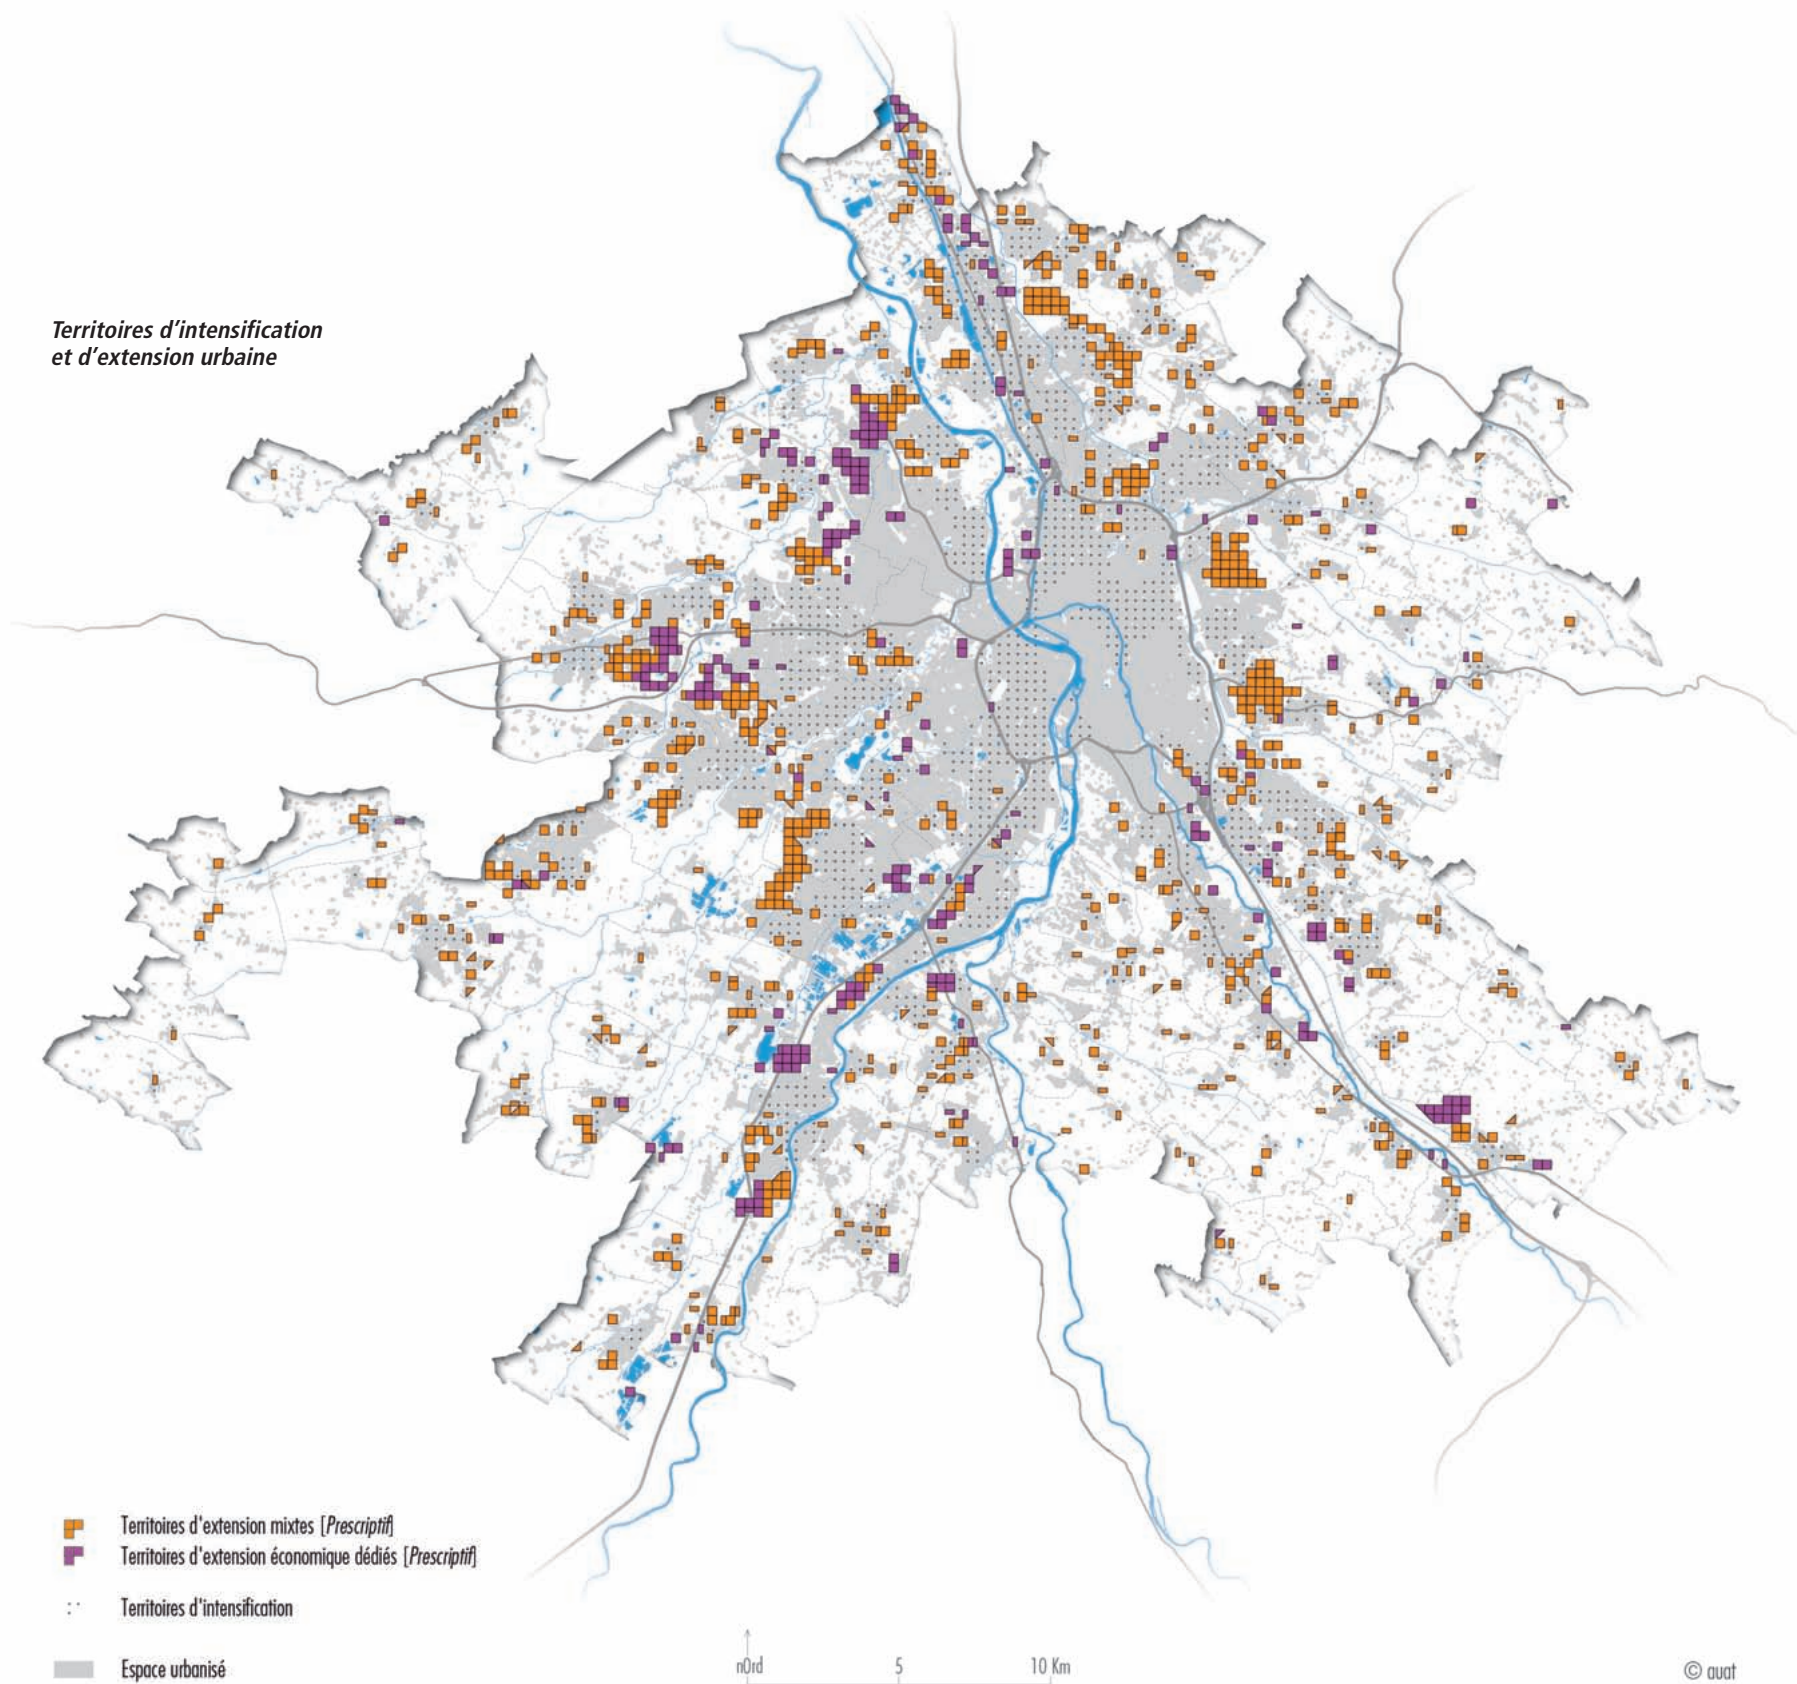 Territoires d'intensification
et d'extension urbaine
Territoires d'extension mixtes [Prescriptif]
Territoires d'extension économique dédiés [Prescriptif]
Territoires d'intensification
Espace urbanisé
nOrd 5 10 Km
© auat